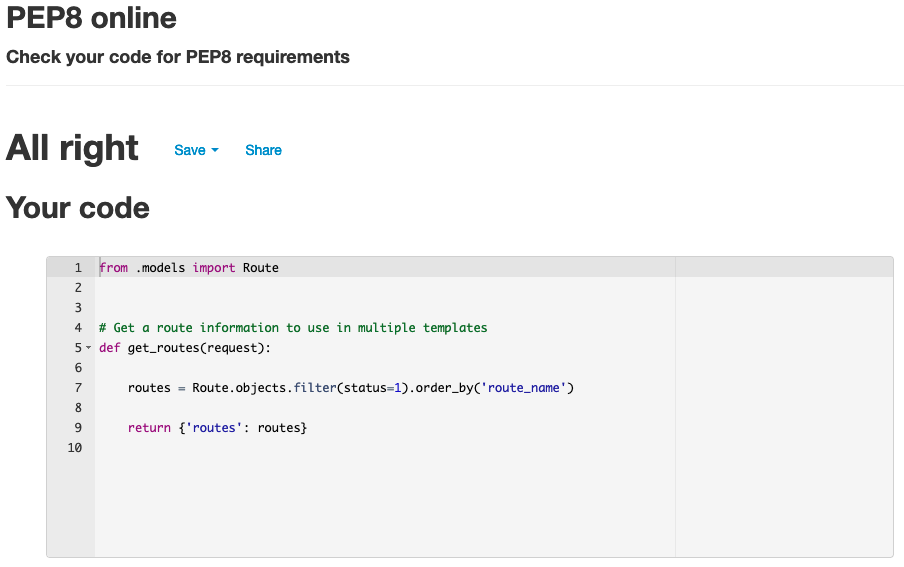 PEP8 online
Check your code for PEP8 requirements
All right Save Share
Your code
1 from .models import Route
2
3
4 # Get a route information to use in multiple templates
5 def get_routes(request):
6
7     routes = Route.objects.filter(status=1).order_by('route_name')
8
9     return {'routes': routes}
10